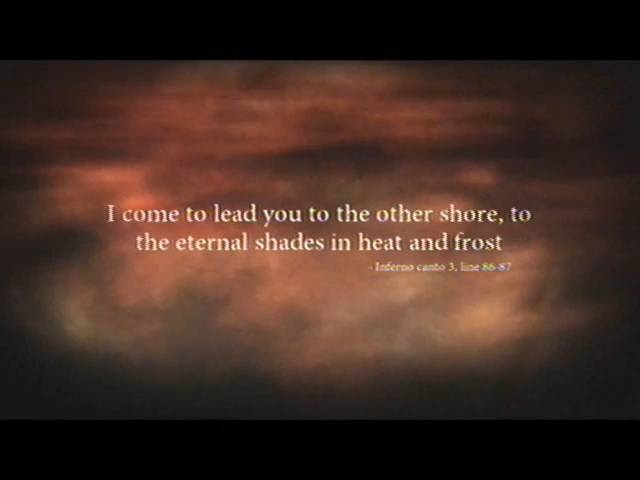 I come to lead you to the other shore, to
the eternal shades in heat and frost
- Inferno canto 3, line 86-87